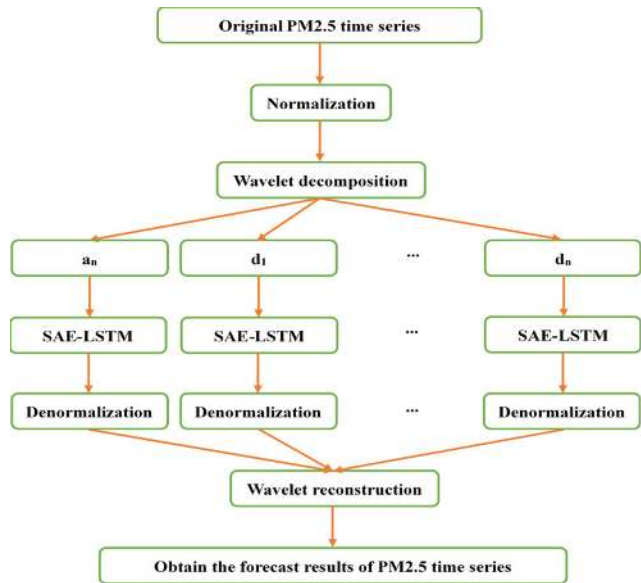 Original PM2.5 time series
Normalization
Wavelet decomposition
aₙ d₁ ... dₙ
SAE-LSTM SAE-LSTM ... SAE-LSTM
Denormalization Denormalization ... Denormalization
Wavelet reconstruction
Obtain the forecast results of PM2.5 time series